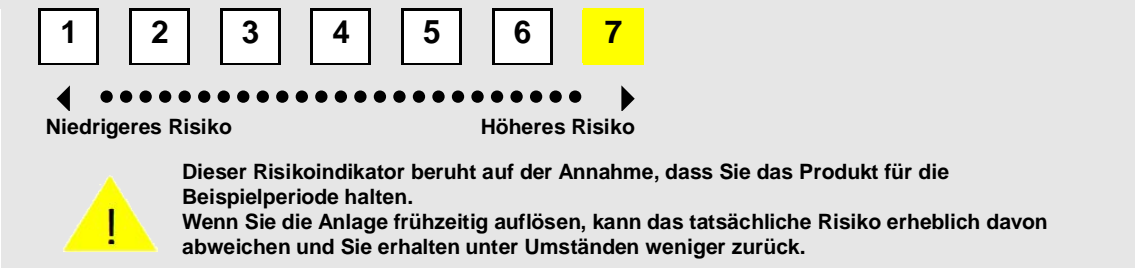 1 2 3 4 5 6 7
Niedrigeres Risiko Höheres Risiko
Dieser Risikoindikator beruht auf der Annahme, dass Sie das Produkt für die
Beispielperiode halten.
Wenn Sie die Anlage frühzeitig auflösen, kann das tatsächliche Risiko erheblich davon
abweichen und Sie erhalten unter Umständen weniger zurück.
!